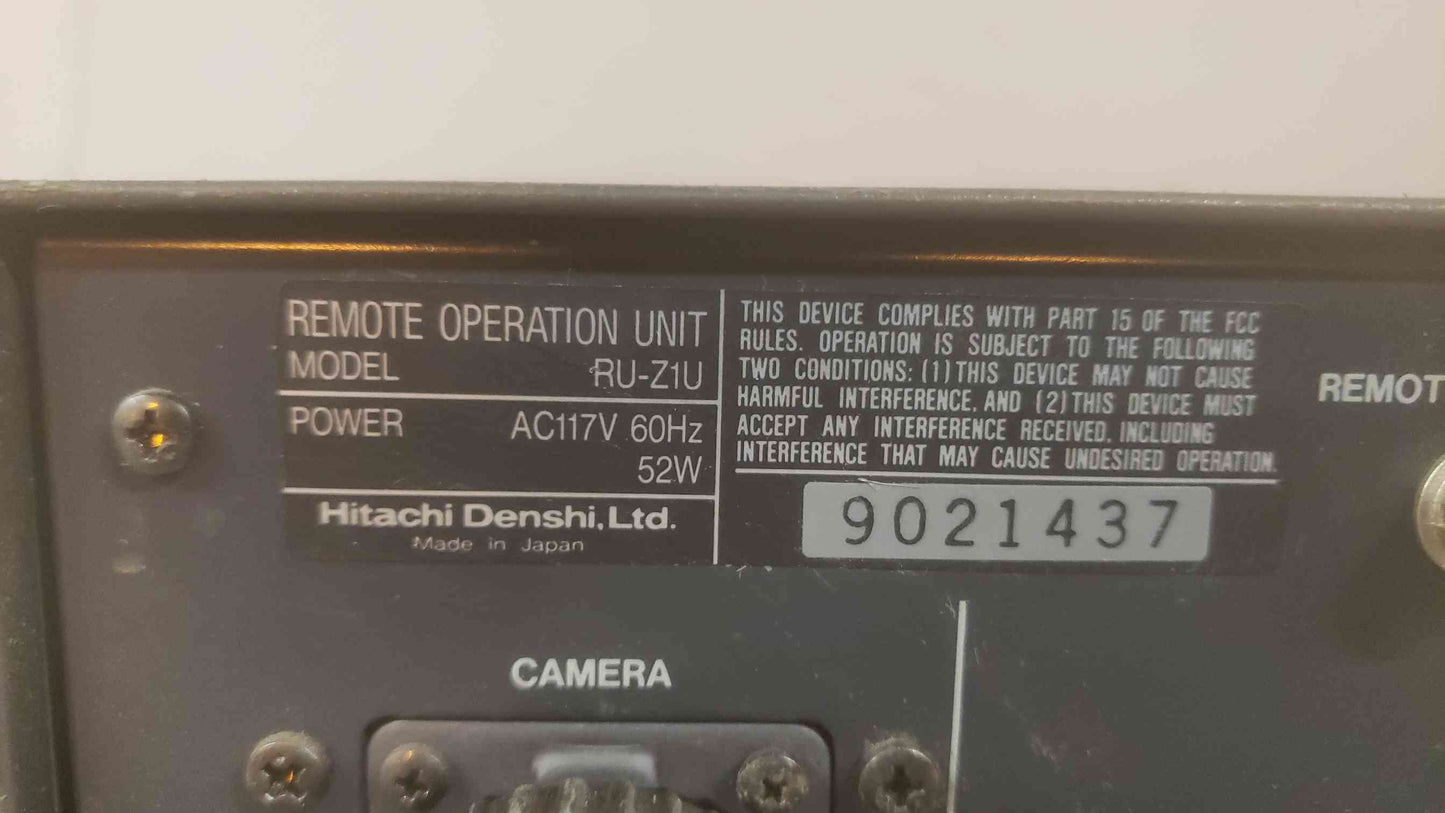 REMOTE OPERATION UNIT
MODEL RU-Z1U
POWER AC117V 60Hz
52W
Hitachi Denshi,Ltd.
Made in Japan
THIS DEVICE COMPLIES WITH PART 15 OF THE FCC
RULES. OPERATION IS SUBJECT TO THE FOLLOWING
TWO CONDITIONS: (1) THIS DEVICE MAY NOT CAUSE
HARMFUL INTERFERENCE, AND (2) THIS DEVICE MUST
ACCEPT ANY INTERFERENCE RECEIVED, INCLUDING
INTERFERENCE THAT MAY CAUSE UNDESIRED OPERATION.
9021437
REMOT
CAMERA